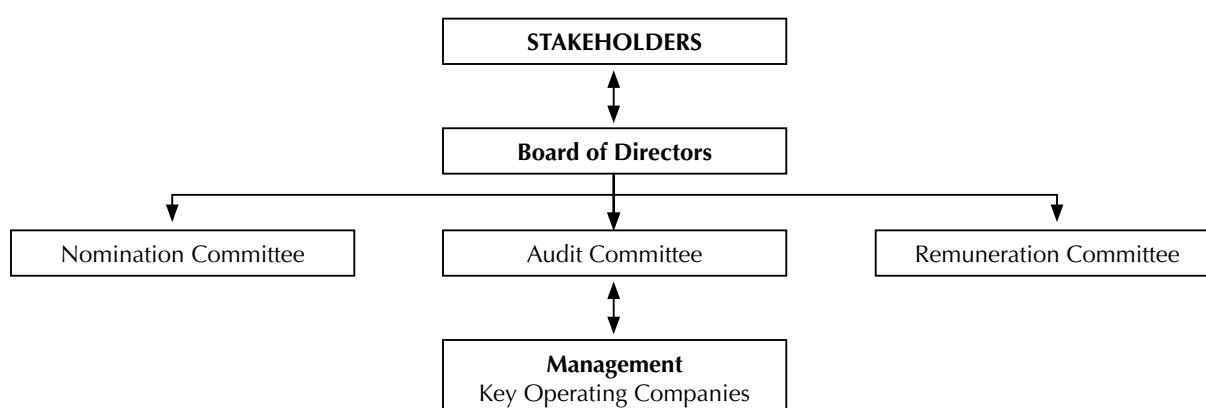 STAKEHOLDERS
Board of Directors
Nomination Committee
Audit Committee
Remuneration Committee
Management
Key Operating Companies